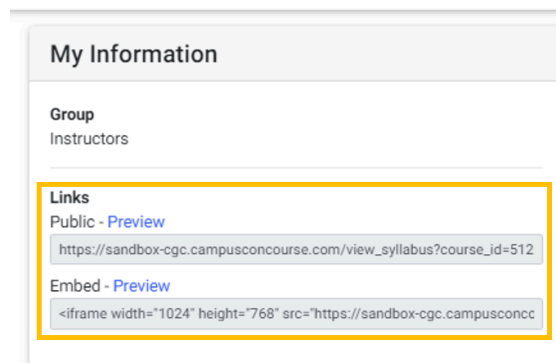 My Information
Group
Instructors
Links
Public - Preview
https://sandbox-cgc.campusconcourse.com/view_syllabus?course_id=512
Embed - Preview
<iframe width="1024" height="768" src="https://sandbox-cgc.campusconcc